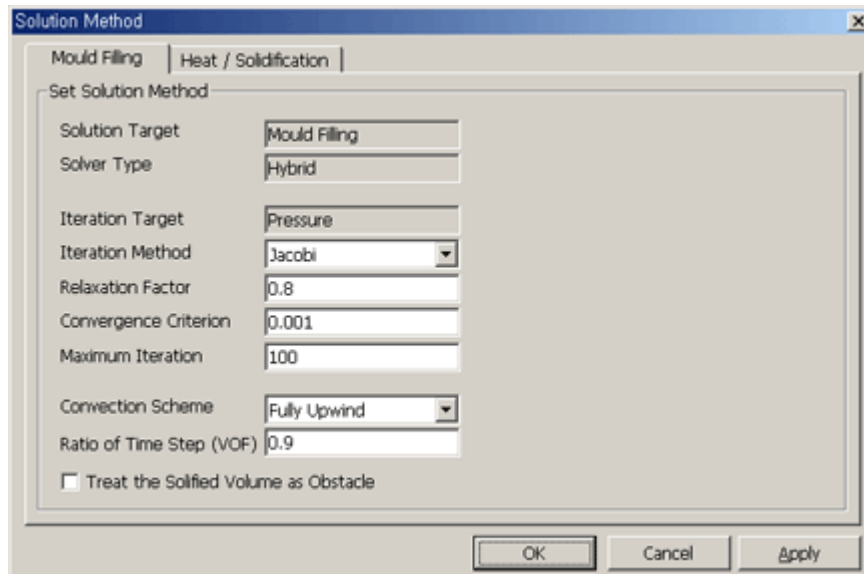 Solution Method
Mould Filling
Heat / Solidification
Set Solution Method
Solution Target Mould Filling
Solver Type Hybrid
Iteration Target Pressure
Iteration Method Jacobi
Relaxation Factor 0.8
Convergence Criterion 0.001
Maximum Iteration 100
Convection Scheme Fully Upwind
Ratio of Time Step (VOF) 0.9
Treat the Solified Volume as Obstacle
OK Cancel Apply